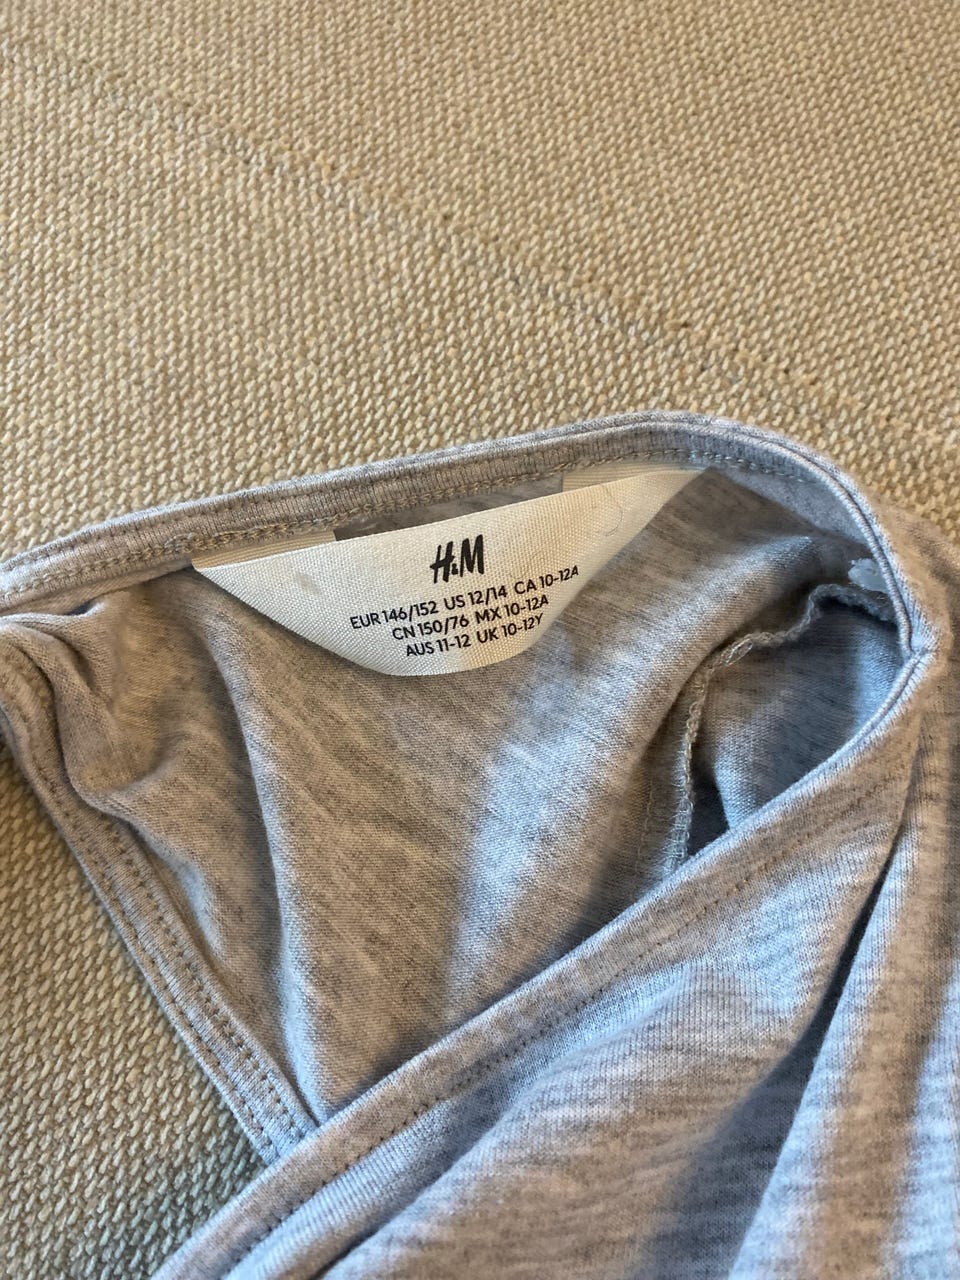 H&M
EUR 146/152 US 12/14 CA 10-12A
CN 150/76 MX 10-12A
AUS 11-12 UK 10-12Y